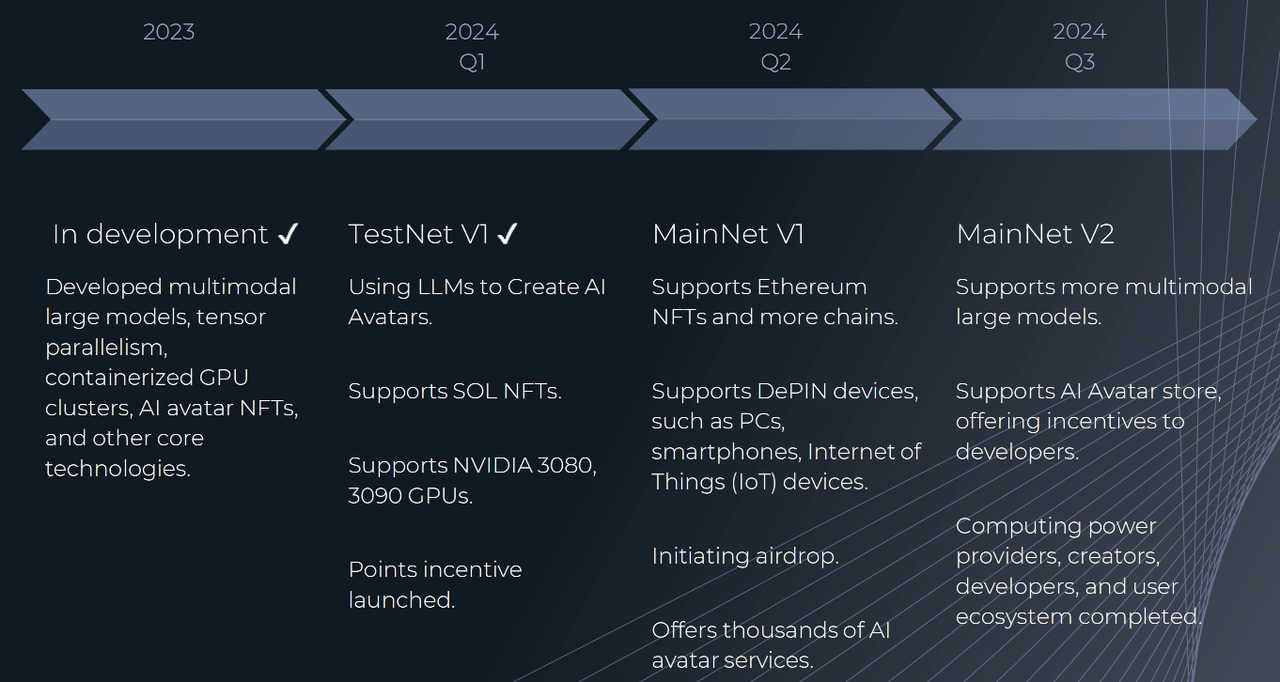 2023
2024
Q1
2024
Q2
2024
Q3
In development ✓
Developed multimodal
large models, tensor
parallelism,
containerized GPU
clusters, AI avatar NFTs,
and other core
technologies.
TestNet V1 ✓
Using LLMs to Create AI
Avatars.
Supports SOL NFTs.
Supports NVIDIA 3080,
3090 GPUs.
Points incentive
launched.
MainNet V1
Supports Ethereum
NFTs and more chains.
Supports DePIN devices,
such as PCs,
smartphones, Internet of
Things (IoT) devices.
Initiating airdrop.
Offers thousands of AI
avatar services.
MainNet V2
Supports more multimodal
large models.
Supports AI Avatar store,
offering incentives to
developers.
Computing power
providers, creators,
developers, and user
ecosystem completed.